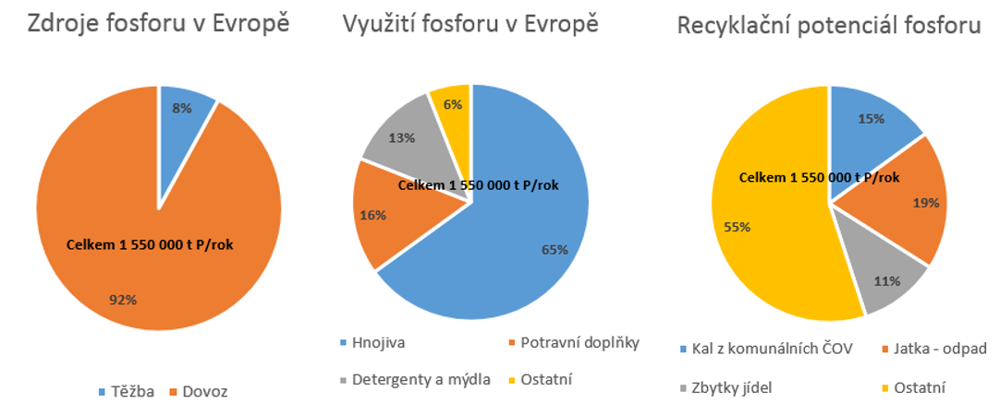 Zdroje fosforu v Evropě
8%
Celkem 1 550 000 t P/rok
92%
Těžba Dovoz
Využití fosforu v Evropě
6%
13%
Celkem 1 550 000 t P/rok
16%
65%
Hnojiva Potravní doplňky
Detergenty a mýdla Ostatní
Recyklační potenciál fosforu
15%
Celkem 1 550 000 t P/rok
19%
55%
11%
Kal z komunálních ČOV Jatka - odpad
Zbytky jídel Ostatní